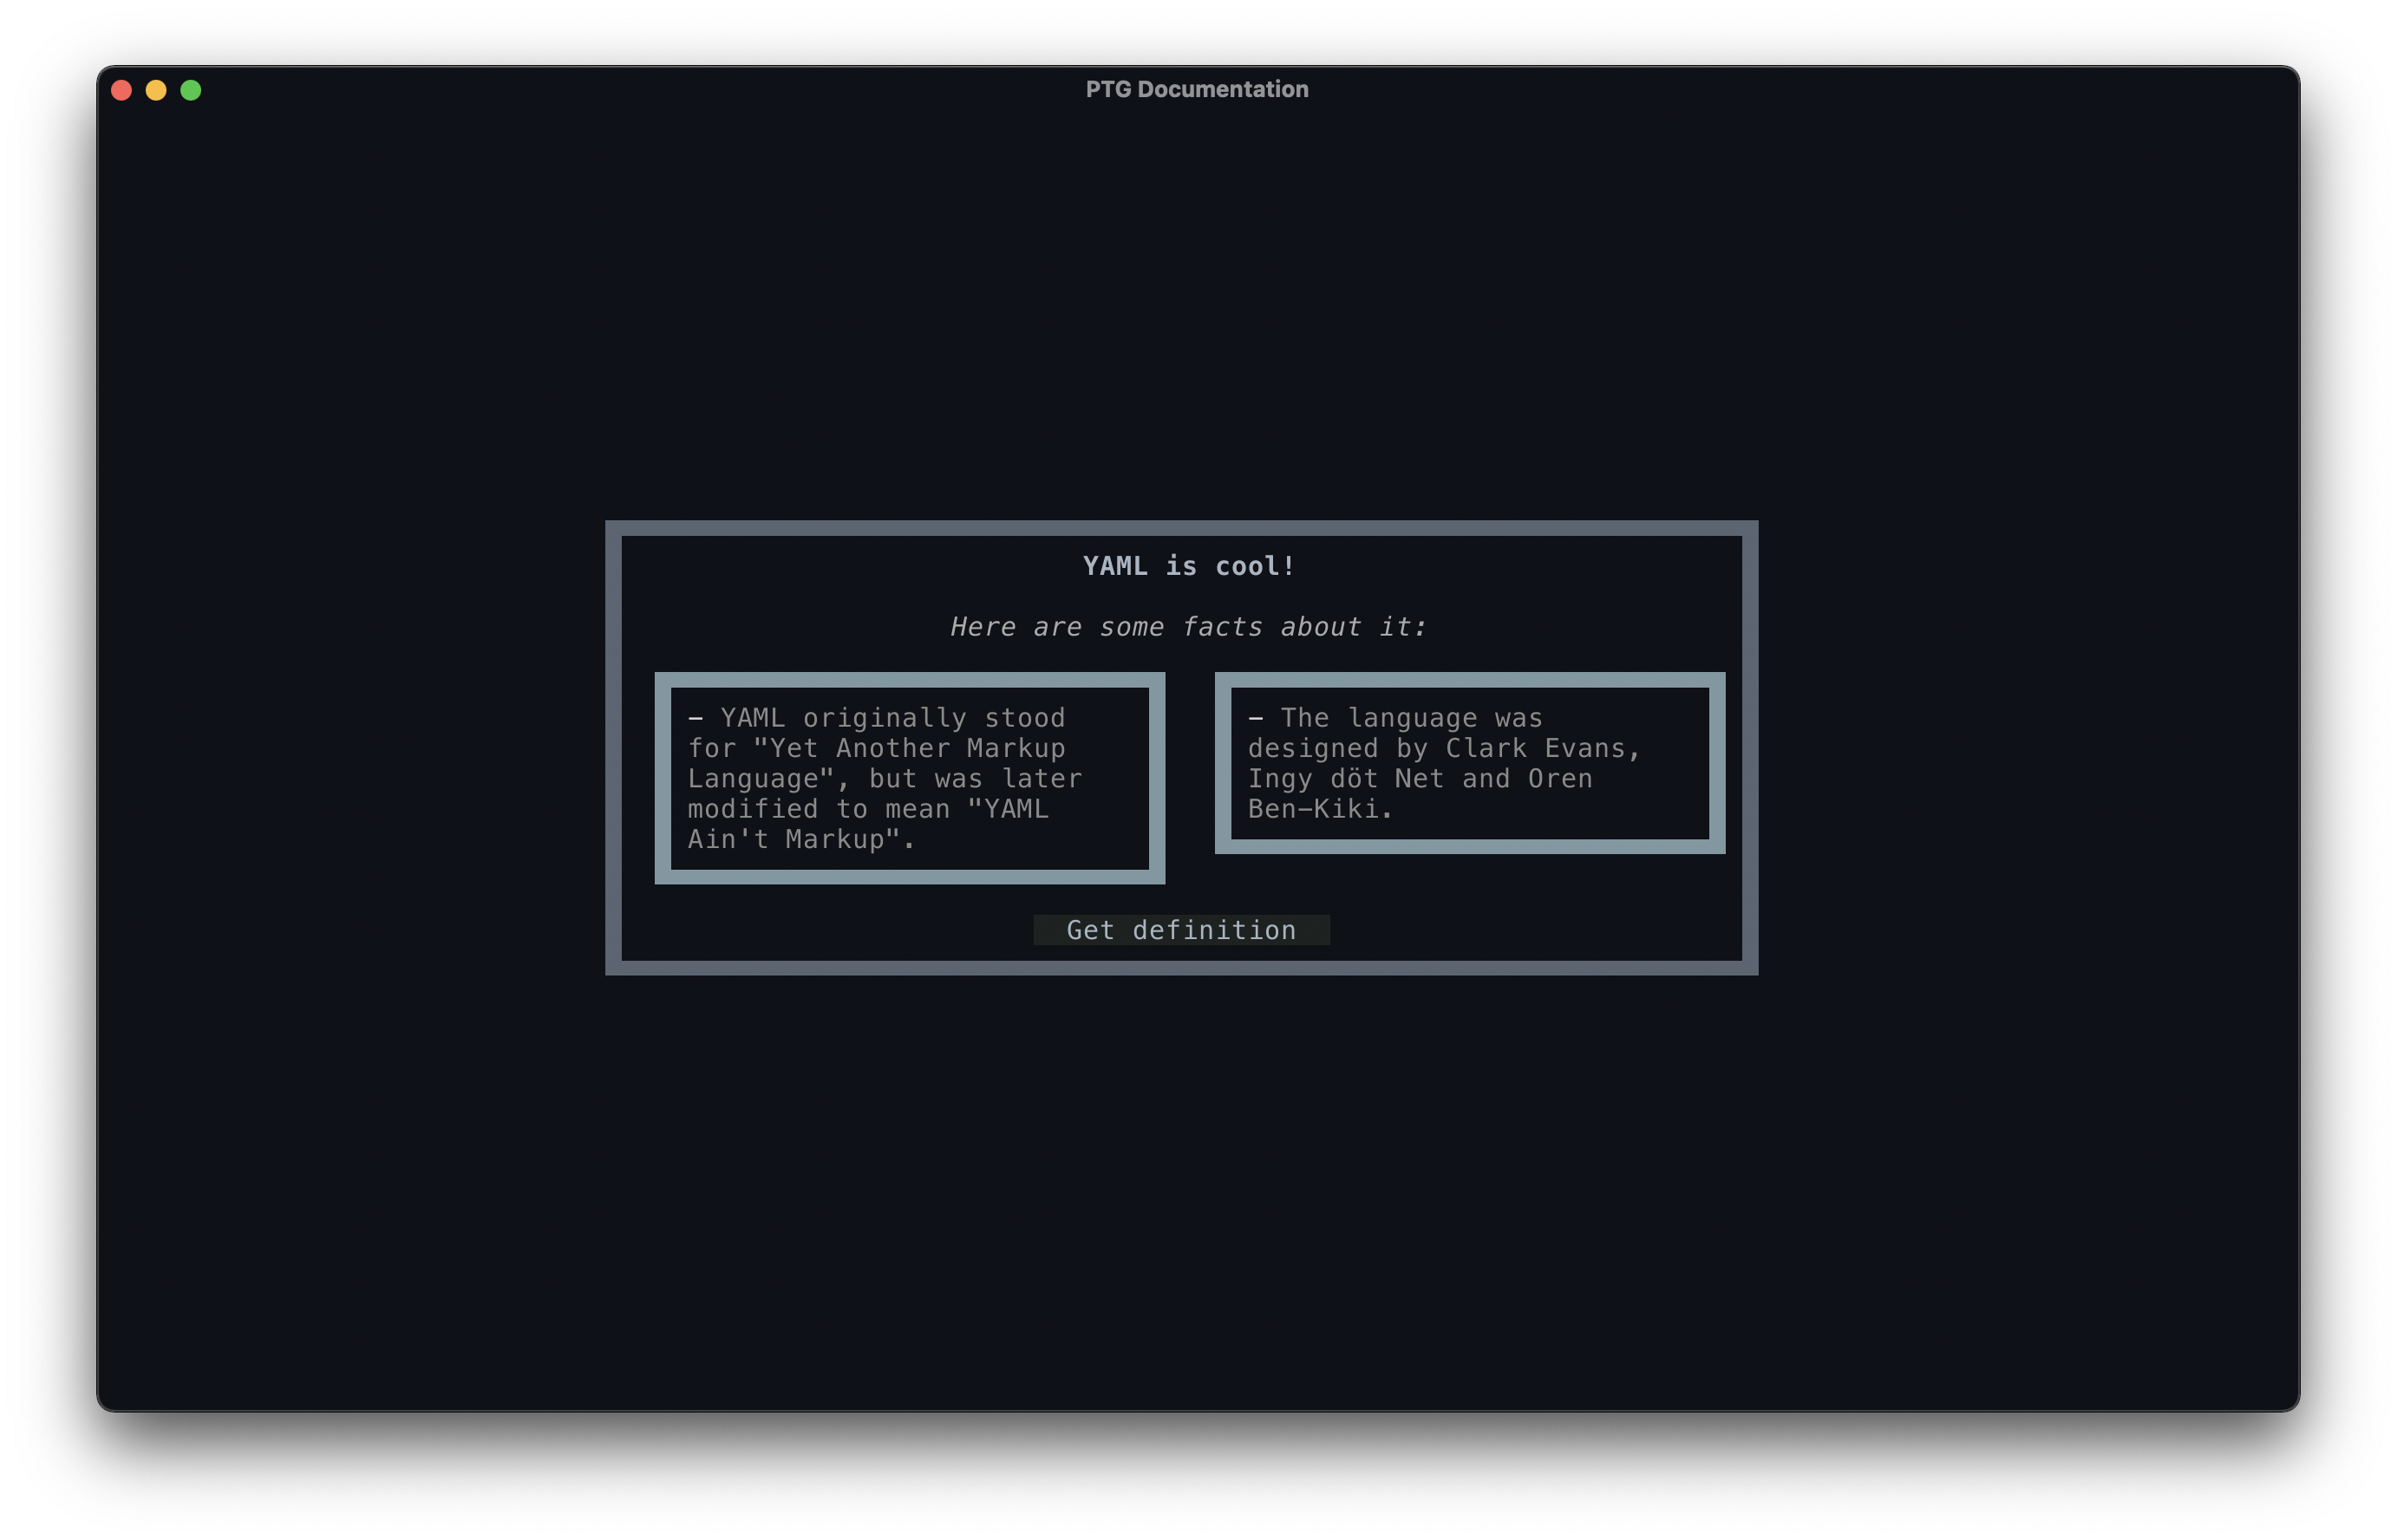 PTG Documentation
YAML is cool!
Here are some facts about it:
– YAML originally stood
for "Yet Another Markup
Language", but was later
modified to mean "YAML
Ain't Markup".
– The language was
designed by Clark Evans,
Ingy döt Net and Oren
Ben-Kiki.
Get definition